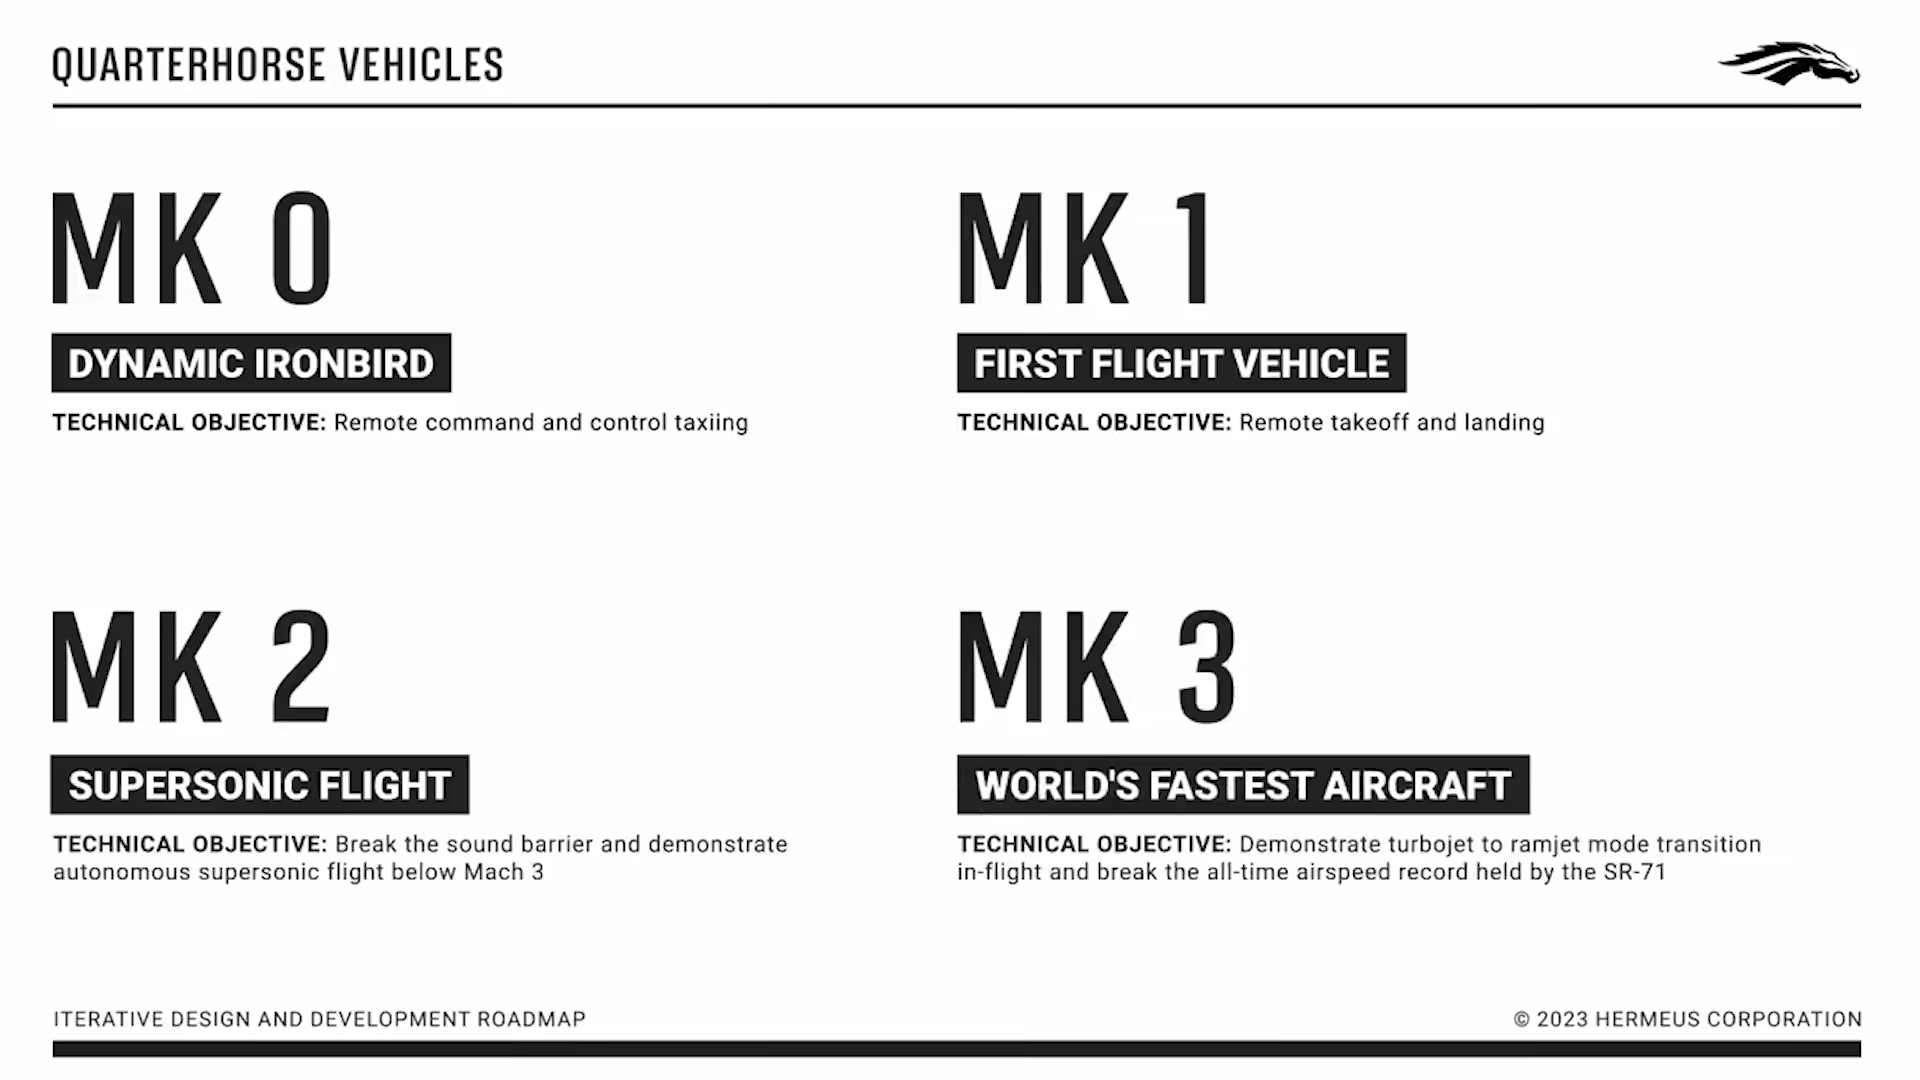 QUARTERHORSE VEHICLES
MK 0
DYNAMIC IRONBIRD
TECHNICAL OBJECTIVE: Remote command and control taxiing
MK 1
FIRST FLIGHT VEHICLE
TECHNICAL OBJECTIVE: Remote takeoff and landing
MK 2
SUPERSONIC FLIGHT
TECHNICAL OBJECTIVE: Break the sound barrier and demonstrate
autonomous supersonic flight below Mach 3
MK 3
WORLD'S FASTEST AIRCRAFT
TECHNICAL OBJECTIVE: Demonstrate turbojet to ramjet mode transition
in-flight and break the all-time airspeed record held by the SR-71
ITERATIVE DESIGN AND DEVELOPMENT ROADMAP
© 2023 HERMEUS CORPORATION